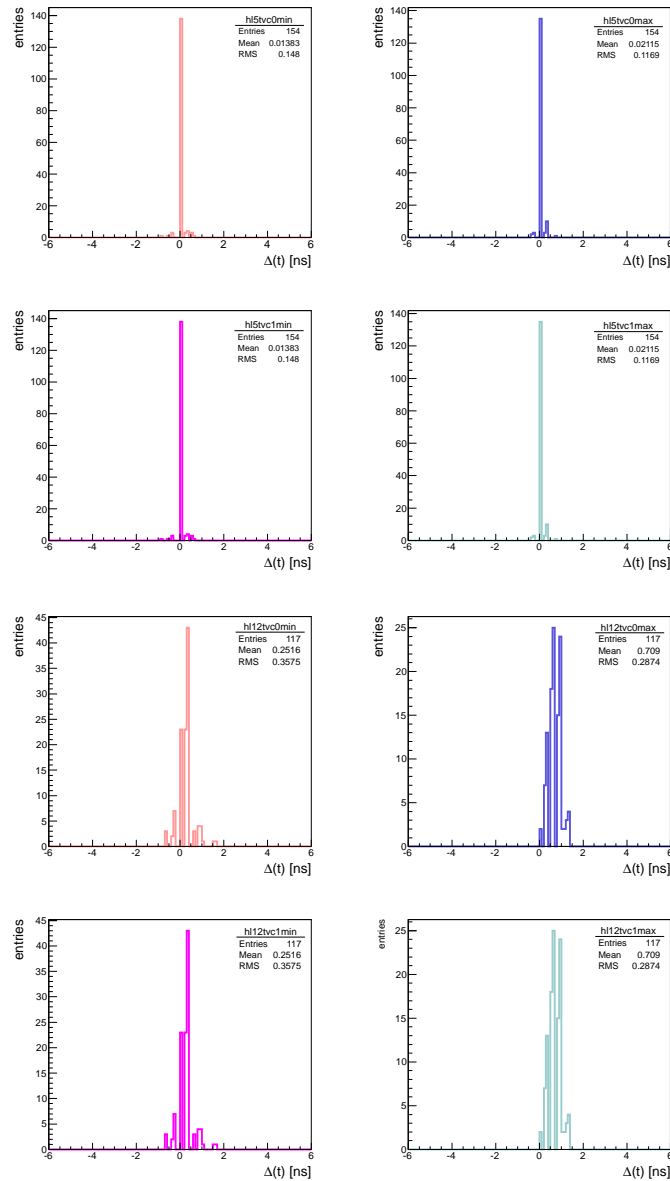 hl5tvc0min
Entries 154
Mean 0.01383
RMS 0.148
entries
140
120
100
80
60
40
20
0
-6 -4 -2 0 2 4 6
Δ(t) [ns]
hl5tvc0max
Entries 154
Mean 0.02115
RMS 0.1169
entries
140
120
100
80
60
40
20
0
-6 -4 -2 0 2 4 6
Δ(t) [ns]
hl5tvc1min
Entries 154
Mean 0.01383
RMS 0.148
entries
140
120
100
80
60
40
20
0
-6 -4 -2 0 2 4 6
Δ(t) [ns]
hl5tvc1max
Entries 154
Mean 0.02115
RMS 0.1169
entries
140
120
100
80
60
40
20
0
-6 -4 -2 0 2 4 6
Δ(t) [ns]
hl12tvc0min
Entries 117
Mean 0.2516
RMS 0.3575
entries
45
40
35
30
25
20
15
10
5
0
-6 -4 -2 0 2 4 6
Δ(t) [ns]
hl12tvc0max
Entries 117
Mean 0.709
RMS 0.2874
entries
25
20
15
10
5
0
-6 -4 -2 0 2 4 6
Δ(t) [ns]
hl12tvc1min
Entries 117
Mean 0.2516
RMS 0.3575
entries
45
40
35
30
25
20
15
10
5
0
-6 -4 -2 0 2 4 6
Δ(t) [ns]
hl12tvc1max
Entries 117
Mean 0.709
RMS 0.2874
entries
25
20
15
10
5
0
-6 -4 -2 0 2 4 6
Δ(t) [ns]